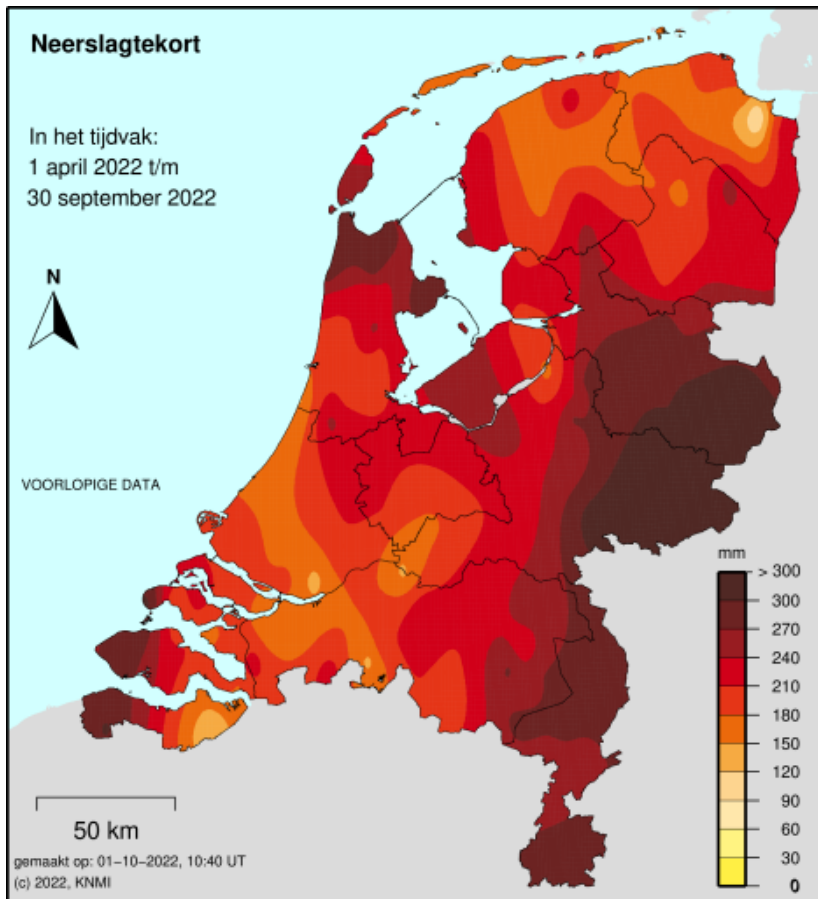 Neerslagtekort
In het tijdvak:
1 april 2022 t/m
30 september 2022
N
VOORLOPIGE DATA
mm
> 300
300
270
240
210
180
150
120
90
60
30
0
50 km
gemaakt op: 01-10-2022, 10:40 UT
(c) 2022, KNMI